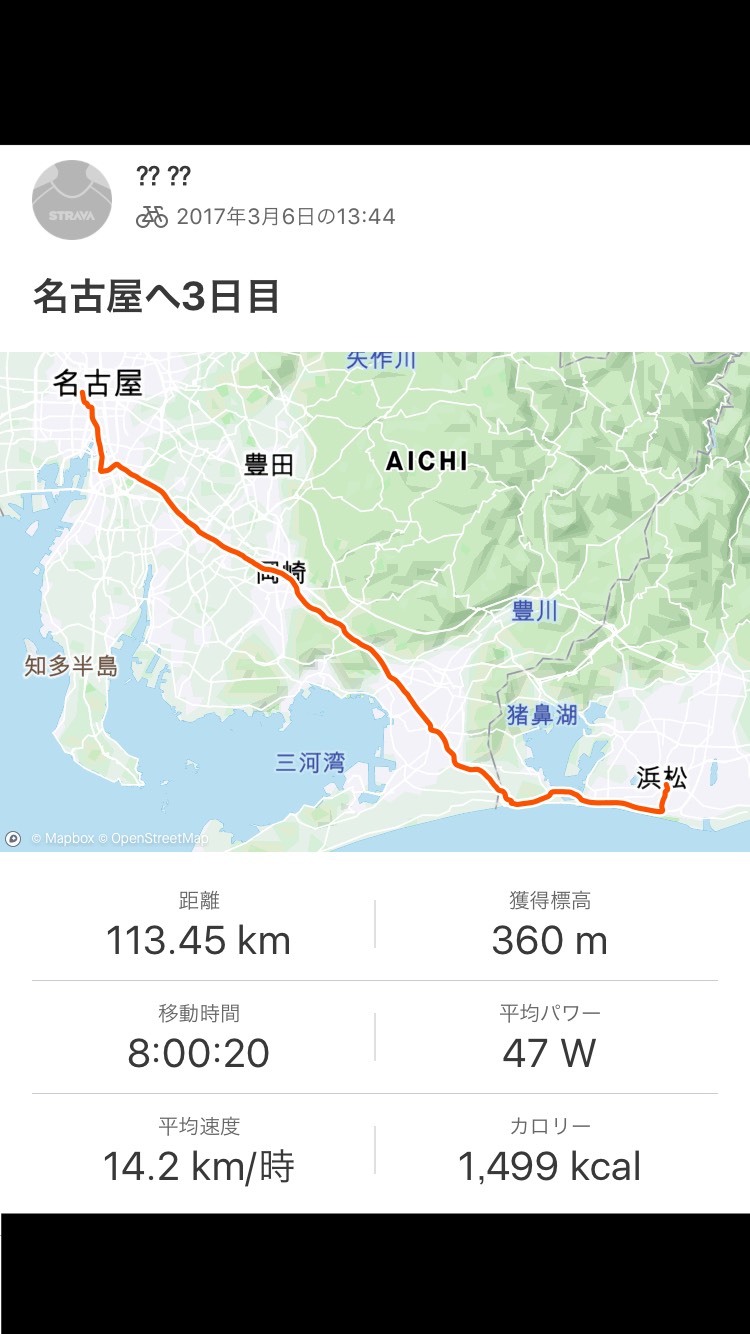 ?? ??
STRAVA
2017年3月6日の13:44
名古屋へ3日目
矢作川
名古屋
豊田
AICHI
岡崎
豊川
知多半島
猪鼻湖
三河湾
浜松
© Mapbox © OpenStreetMap
距離
獲得標高
113.45 km
360 m
移動時間
平均パワー
8:00:20
47 W
平均速度
カロリー
14.2 km/時
1,499 kcal